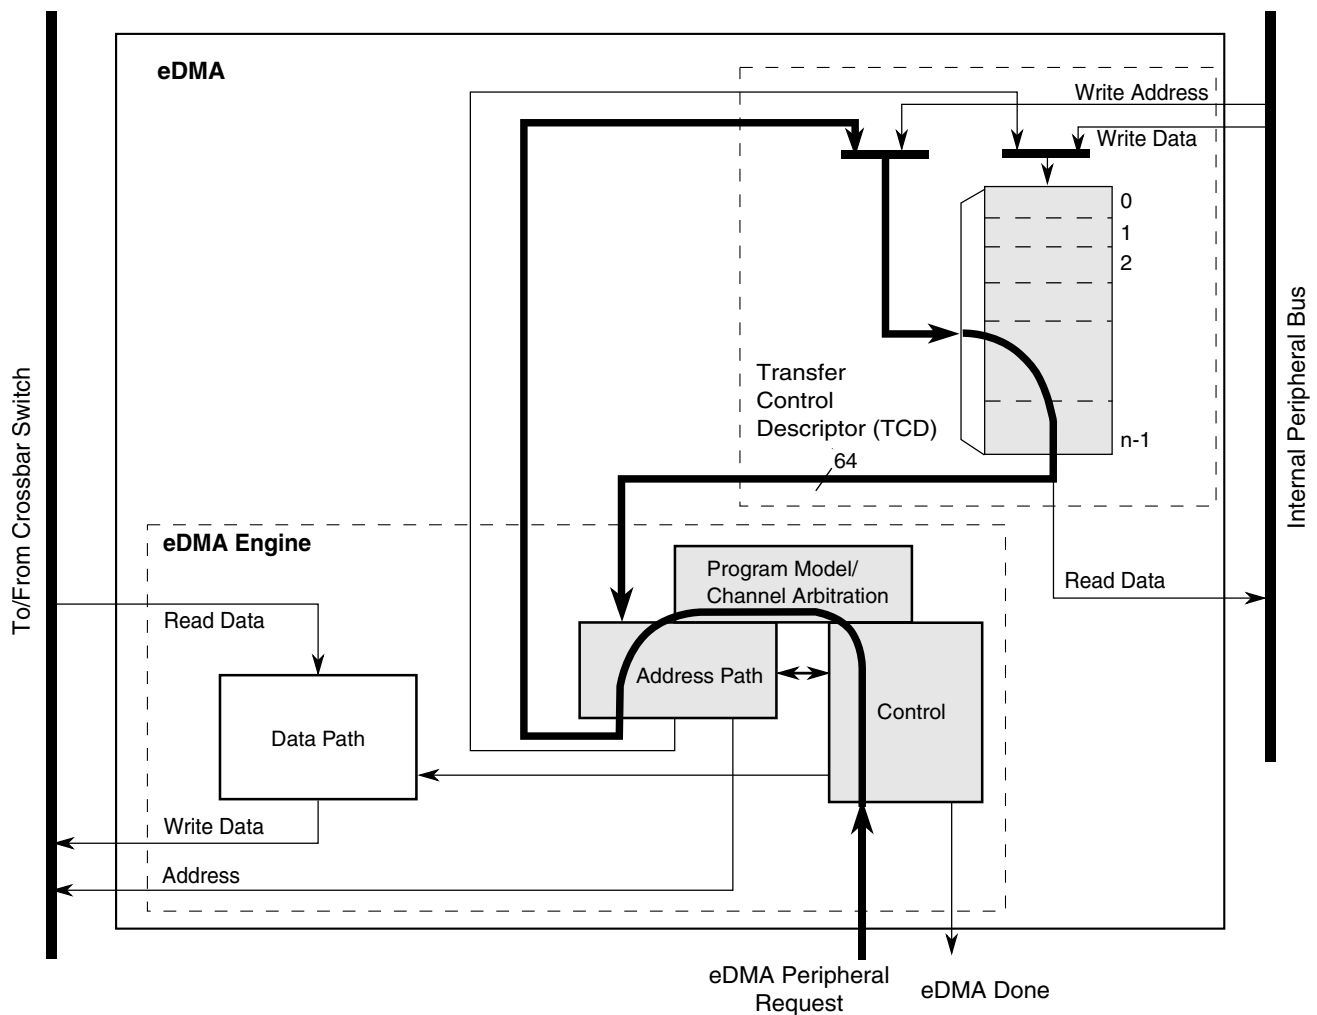 eDMA
Write Address
Write Data
0
1
2
n-1
Transfer
Control
Descriptor (TCD)
64
To/From Crossbar Switch
Internal Peripheral Bus
eDMA Engine
Program Model/
Channel Arbitration
Read Data
Read Data
Address Path
Control
Data Path
Write Data
Address
eDMA Peripheral
Request
eDMA Done